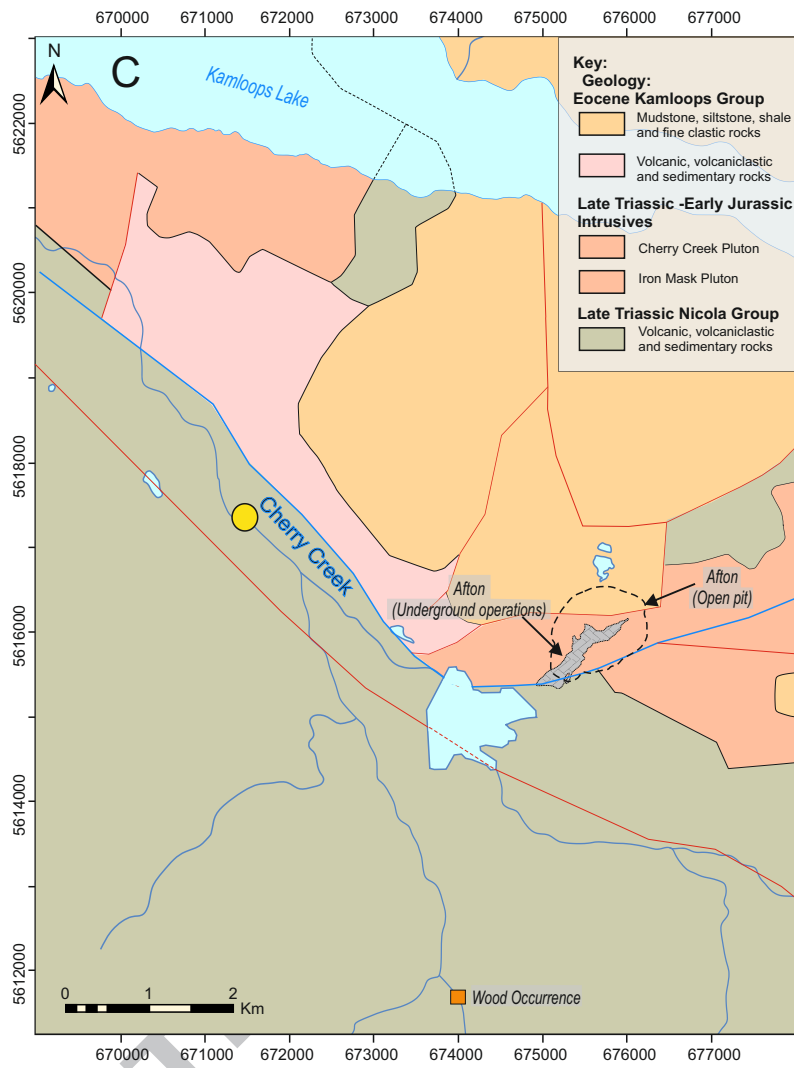 670000 671000 672000 673000 674000 675000 676000 677000
N
C
Kamloops Lake
Key:
Geology:
Eocene Kamloops Group
Mudstone, siltstone, shale
and fine clastic rocks
Volcanic, volcaniclastic
and sedimentary rocks
Late Triassic -Early Jurassic
Intrusives
Cherry Creek Pluton
Iron Mask Pluton
Late Triassic Nicola Group
Volcanic, volcaniclastic
and sedimentary rocks
5622000
5620000
5618000
5616000
5614000
5612000
Cherry Creek
Afton
(Underground operations)
Afton
(Open pit)
Wood Occurrence
0 1 2
Km
670000 671000 672000 673000 674000 675000 676000 677000